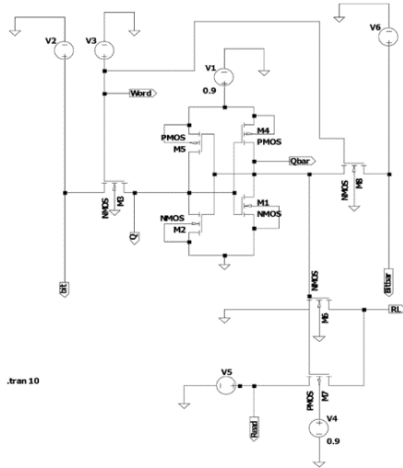 V6
V2
V3
V1
0.9
Word
PMOS
M5
M4
PMOS
Qbar
NMOS
M8
NMOS
M3
NMOS
M2
M1
NMOS
Q
bit
Bitbar
NMOS
M6
RL
.tran 10
V5
PMOS
M7
Read
V4
0.9